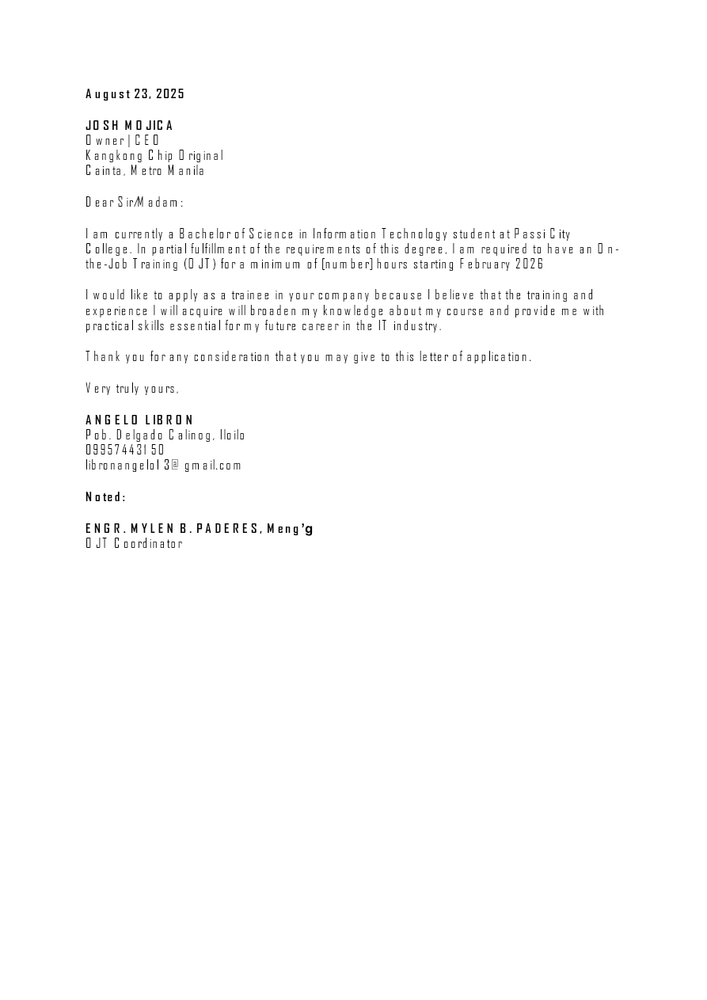 August 23, 2025
JOSH MOJICA
Owner|CEO
Kangkong Chip Original
Cainta, Metro Manila
Dear Sir/Madam:
I am currently a Bachelor of Science in Information Technology student at Passi City
College. In partial fulfillment of the requirements of this degree, I am required to have an On-
the-Job Training (OJT) for a minimum of [number] hours starting February 2026
I would like to apply as a trainee in your company because I believe that the training and
experience I will acquire will broaden my knowledge about my course and provide me with
practical skills essential for my future career in the IT industry.
Thank you for any consideration that you may give to this letter of application.
Very truly yours,
ANGELO LIBRON
Pob. Delgado Calinog, Iloilo
09957443150
libronangelo13@gmail.com
Noted:
ENGR. MYLEN B. PADERES, Meng'g
OJT Coordinator